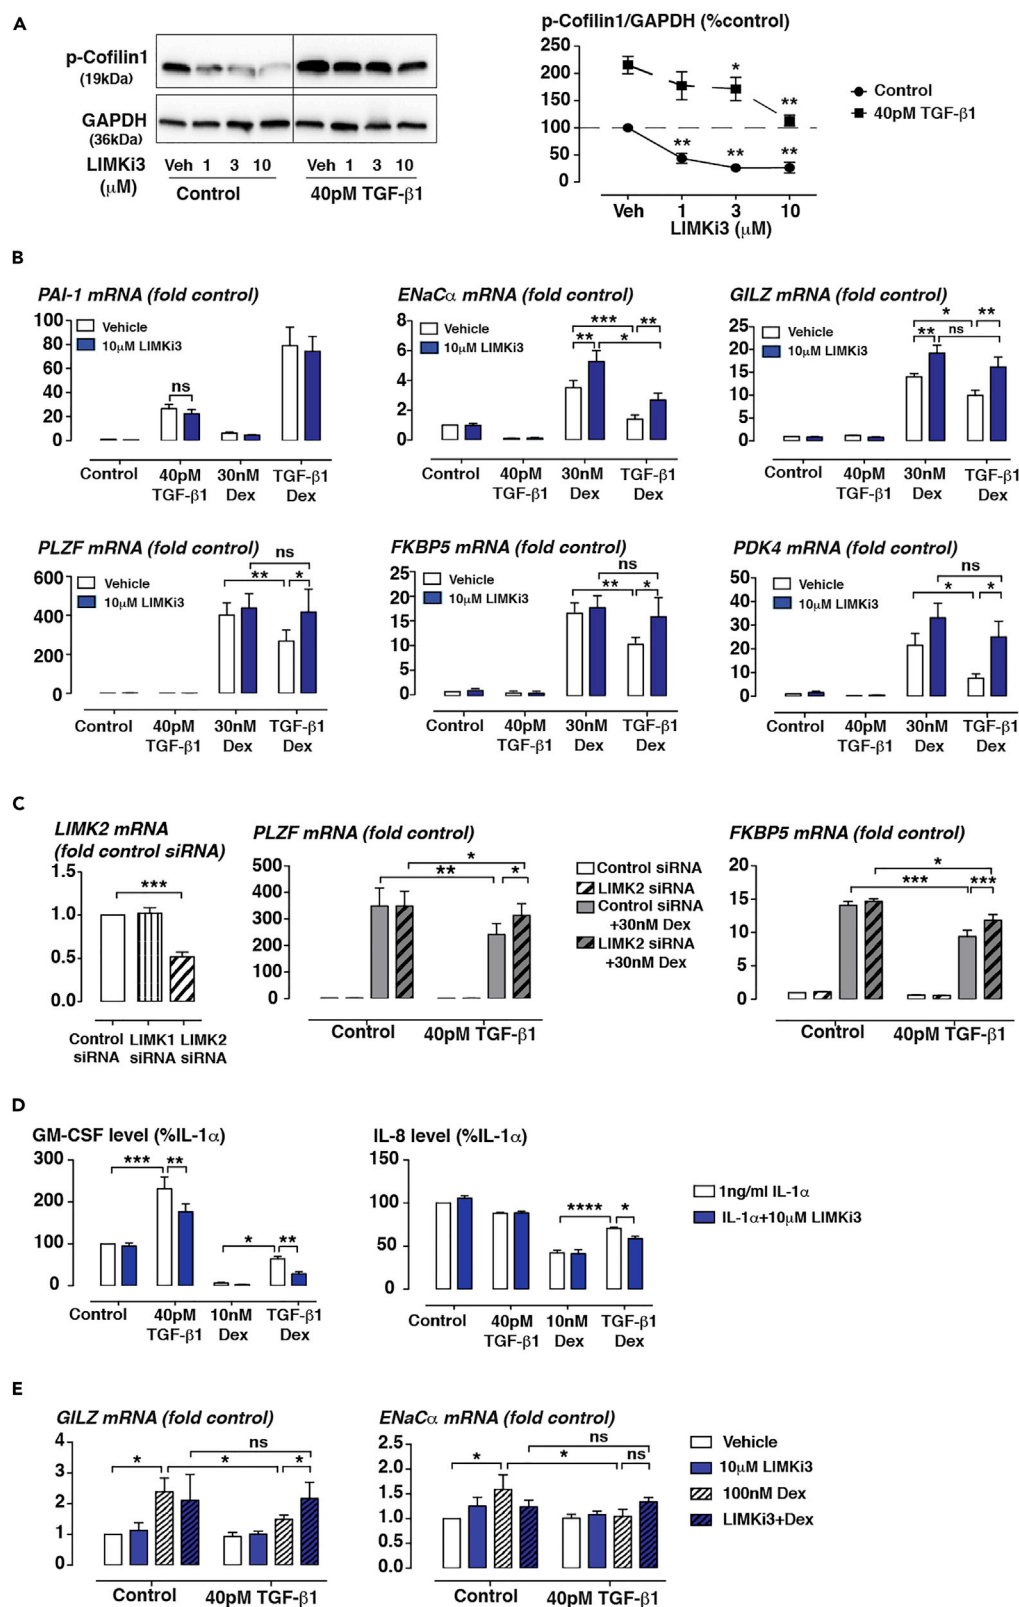 A
p-Cofilin1
(19kDa)
GAPDH
(36kDa)
LIMKi3
(μM)
Veh 1 3 10 Veh 1 3 10
Control 40pM TGF-β1
p-Cofilin1/GAPDH (%control)
250
200
150
100
50
0
*
**
** ** **
Veh 1 3 10
LIMKi3 (μM)
Control
40pM TGF-β1
B
PAI-1 mRNA (fold control)
100
80
60
40
20
0
Vehicle
10μM LIMKi3
ns
Control 40pM 30nM TGF-β1
TGF-β1 Dex Dex
ENaCα mRNA (fold control)
8
6
4
2
0
Vehicle
10μM LIMKi3
*** **
** *
Control 40pM 30nM TGF-β1
TGF-β1 Dex Dex
GILZ mRNA (fold control)
25
20
15
10
5
0
Vehicle
10μM LIMKi3
* **
** ns
Control 40pM 30nM TGF-β1
TGF-β1 Dex Dex
PLZF mRNA (fold control)
600
400
200
0
Vehicle
10μM LIMKi3
ns
** *
Control 40pM 30nM TGF-β1
TGF-β1 Dex Dex
FKBP5 mRNA (fold control)
25
20
15
10
5
0
Vehicle
10μM LIMKi3
ns
** *
Control 40pM 30nM TGF-β1
TGF-β1 Dex Dex
PDK4 mRNA (fold control)
50
40
30
20
10
0
Vehicle
10μM LIMKi3
ns
* *
Control 40pM 30nM TGF-β1
TGF-β1 Dex Dex
C
LIMK2 mRNA
(fold control siRNA)
1.5
1.0
0.5
0.0
***
Control LIMK1 LIMK2
siRNA siRNA siRNA
PLZF mRNA (fold control)
500
400
300
200
100
0
*
** *
Control 40pM TGF-β1
Control siRNA
LIMK2 siRNA
Control siRNA
+30nM Dex
LIMK2 siRNA
+30nM Dex
FKBP5 mRNA (fold control)
20
15
10
5
0
*
*** ***
Control 40pM TGF-β1
D
GM-CSF level (%IL-1α)
300
200
100
0
*** **
* **
Control 40pM 10nM TGF-β1
TGF-β1 Dex Dex
IL-8 level (%IL-1α)
150
100
50
0
**** *
Control 40pM 10nM TGF-β1
TGF-β1 Dex Dex
1ng/ml IL-1α
IL-1α+10μM LIMKi3
E
GILZ mRNA (fold control)
4
3
2
1
0
ns
* * *
Control 40pM TGF-β1
ENaCα mRNA (fold control)
2.5
2.0
1.5
1.0
0.5
0.0
ns
* * ns
Control 40pM TGF-β1
Vehicle
10μM LIMKi3
100nM Dex
LIMKi3+Dex